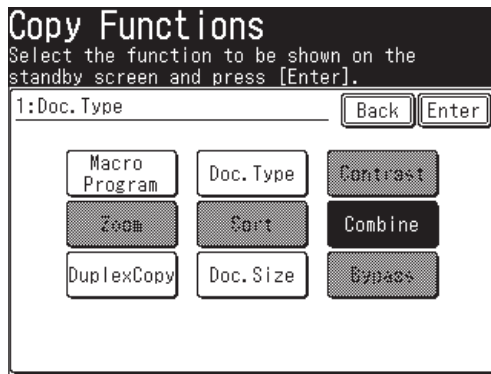 Copy Functions
Select the function to be shown on the
standby screen and press [Enter].
1:Doc.Type
Back Enter
Macro
Program
Doc.Type Contrast
Zoom Sort Combine
DuplexCopy Doc.Size Bypass